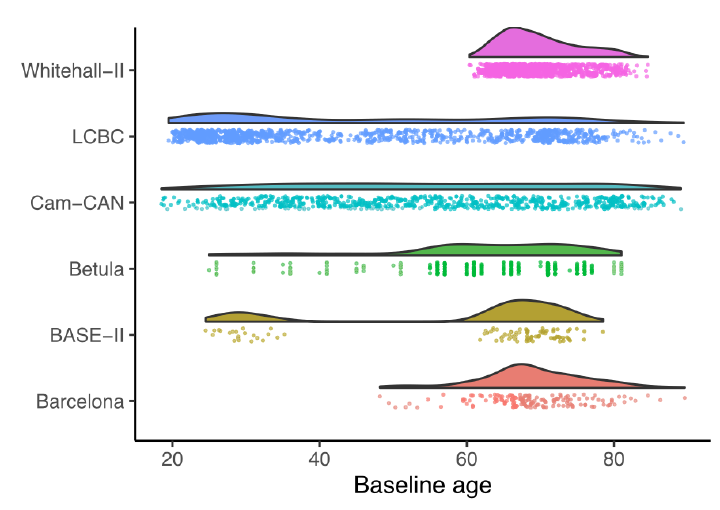 Whitehall−II
LCBC
Cam−CAN
Betula
BASE−II
Barcelona
20 40 60 80
Baseline age